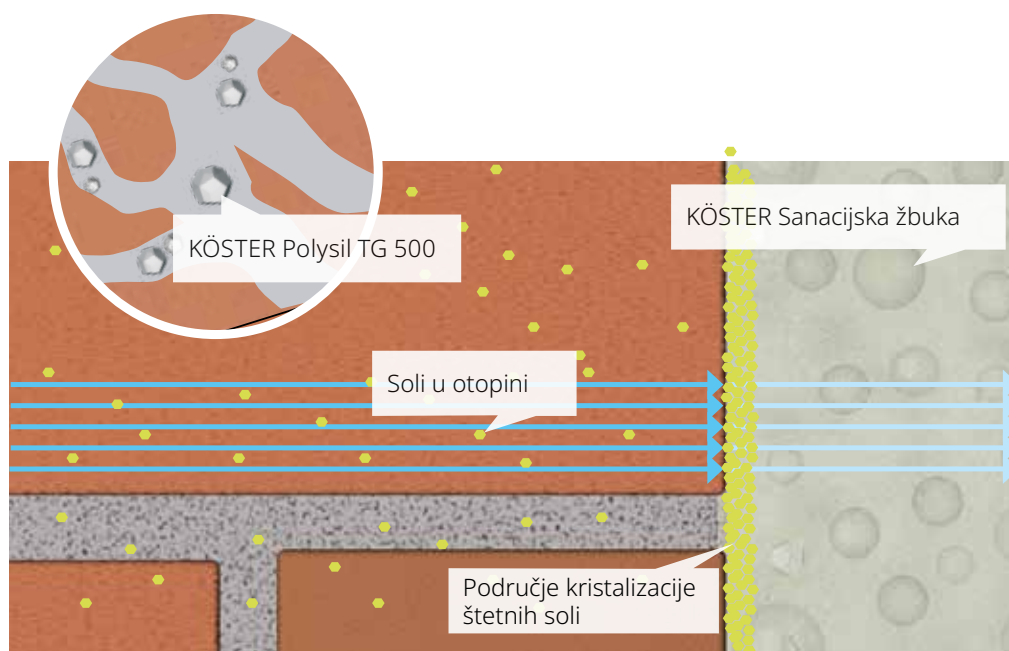 KÖSTER Sanacijska žbuka
KÖSTER Polysil TG 500
Soli u otopini
Područje kristalizacije
štetnih soli